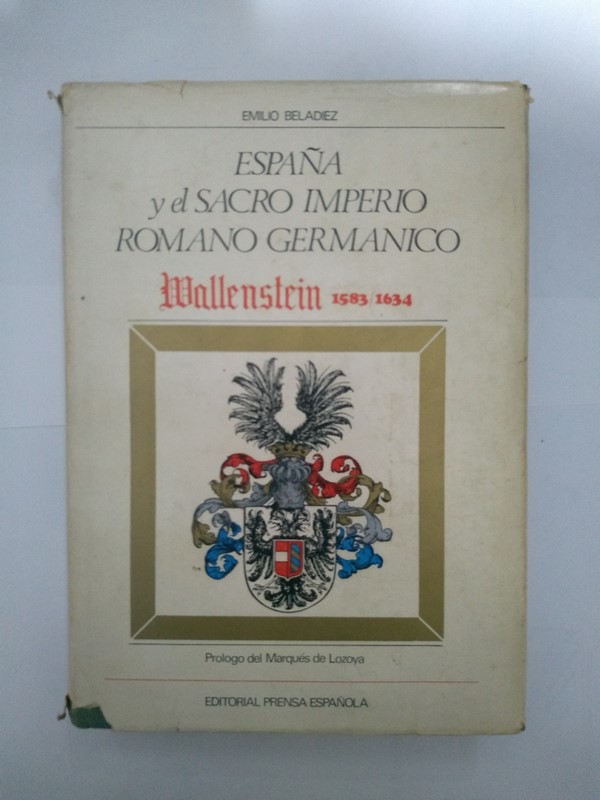 EMILIO BELADIEZ
ESPAÑA
y el SACRO IMPERIO
ROMANO GERMANICO
Wallenstein 1583/1634
Prologo del Marqués de Lozoya
EDITORIAL PRENSA ESPAÑOLA